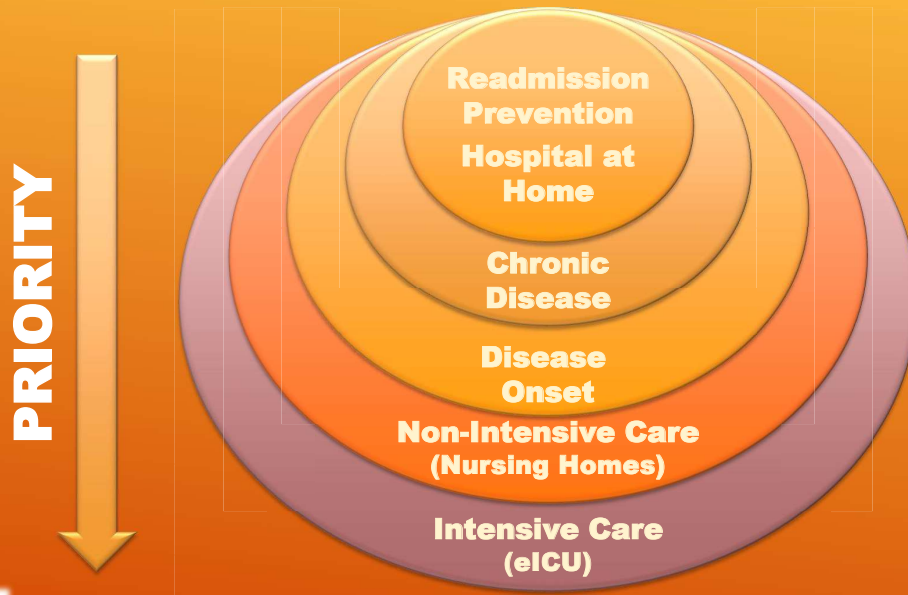 PRIORITY
Readmission
Prevention
Hospital at
Home
Chronic
Disease
Disease
Onset
Non-Intensive Care
(Nursing Homes)
Intensive Care
(eICU)